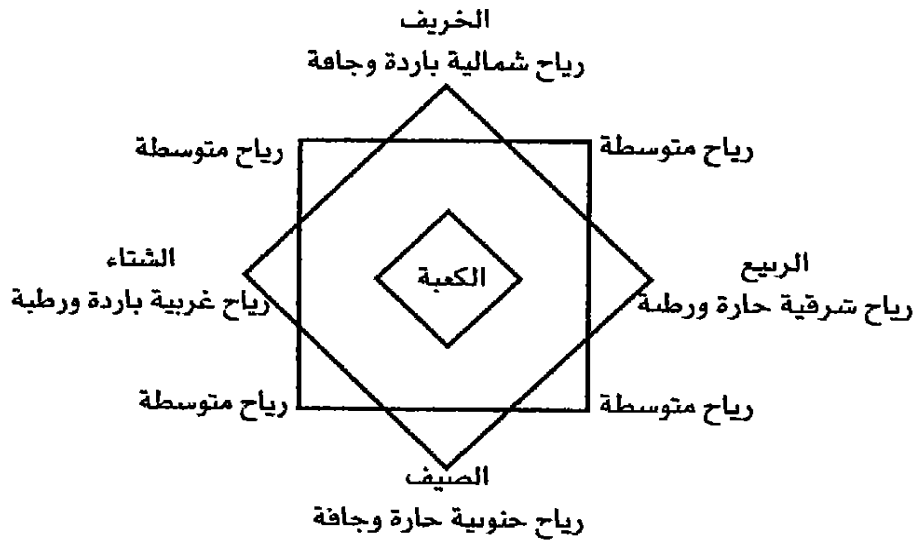 الخريف
رياح شمالية باردة وجافة
رياح متوسطة
رياح متوسطة
الربيع
رياح شرقية حارة ورطبة
الكعبة
الشتاء
رياح غربية باردة ورطبة
رياح متوسطة
رياح متوسطة
الصيف
رياح جنوبية حارة وجافة